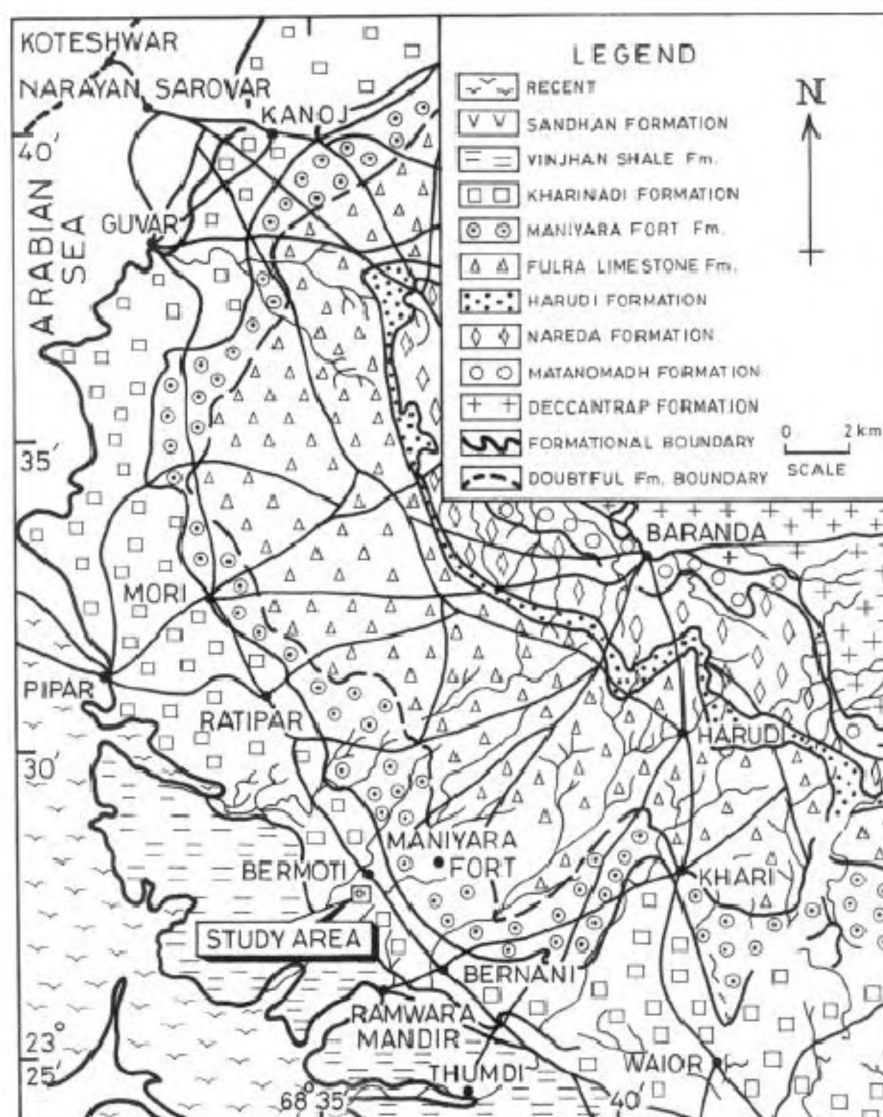 KOTESHWAR
NARAYAN SAROVAR
KANOJ
40'
ARABIAN
SEA
GUVAR
35'
MORI
PIPAR
RATIPAR
30'
BARANDA
HARUDI
MANIYARA
FORT
BERMOTI
KHARI
STUDY AREA
BERNANI
RAMWARA
MANDIR
23°
25'
THUMDI
WAIOR
68° 35'
40'
LEGEND
RECENT
SANDHAN FORMATION
VINJHAN SHALE Fm.
KHARINADI FORMATION
MANIYARA FORT Fm.
FULRA LIMESTONE Fm.
HARUDI FORMATION
NAREDA FORMATION
MATANOMADH FORMATION
DECCANTRAP FORMATION
FORMATIONAL BOUNDARY
DOUBTFUL Fm. BOUNDARY
N
0 2 km
SCALE